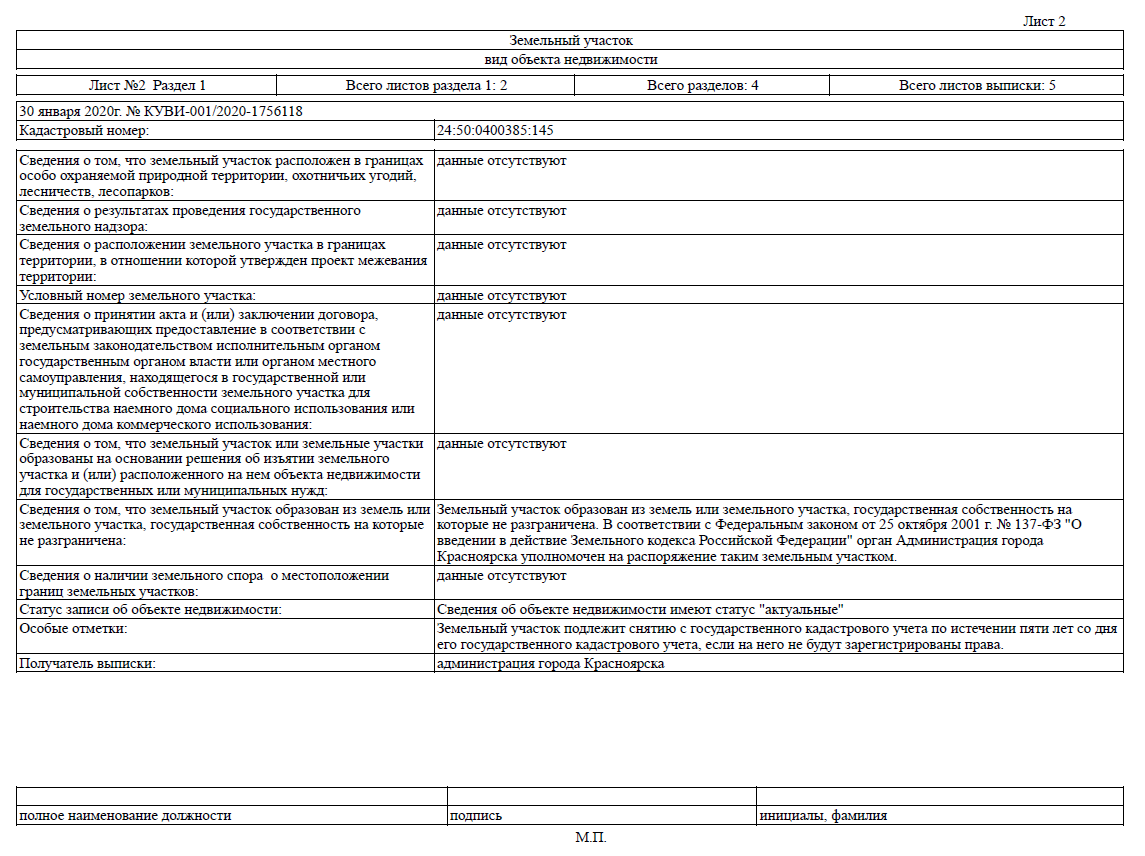 Лист 2
Земельный участок
вид объекта недвижимости
Лист №2 Раздел 1 Всего листов раздела 1: 2 Всего разделов: 4 Всего листов выписки: 5
30 января 2020г. № КУВИ-001/2020-1756118
Кадастровый номер: 24:50:0400385:145
Сведения о том, что земельный участок расположен в границах данные отсутствуют
особо охраняемой природной территории, охотничьих угодий,
лесничеств, лесопарков:
Сведения о результатах проведения государственного данные отсутствуют
земельного надзора:
Сведения о расположении земельного участка в границах данные отсутствуют
территории, в отношении которой утвержден проект межевания
территории:
Условный номер земельного участка: данные отсутствуют
Сведения о принятии акта и (или) заключении договора, данные отсутствуют
предусматривающих предоставление в соответствии с
земельным законодательством исполнительным органом
государственным органом власти или органом местного
самоуправления, находящегося в государственной или
муниципальной собственности земельного участка для
строительства наемного дома социального использования или
наемного дома коммерческого использования:
Сведения о том, что земельный участок или земельные участки данные отсутствуют
образованы на основании решения об изъятии земельного
участка и (или) расположенного на нем объекта недвижимости
для государственных или муниципальных нужд:
Сведения о том, что земельный участок образован из земель или Земельный участок образован из земель или земельного участка, государственная собственность на
земельного участка, государственная собственность на которые которые не разграничена. В соответствии с Федеральным законом от 25 октября 2001 г. № 137-ФЗ "О
не разграничена: введении в действие Земельного кодекса Российской Федерации" орган Администрация города
Красноярска уполномочен на распоряжение таким земельным участком.
Сведения о наличии земельного спора о местоположении данные отсутствуют
границ земельных участков:
Статус записи об объекте недвижимости: Сведения об объекте недвижимости имеют статус "актуальные"
Особые отметки: Земельный участок подлежит снятию с государственного кадастрового учета по истечении пяти лет со дня
его государственного кадастрового учета, если на него не будут зарегистрированы права.
Получатель выписки: администрация города Красноярска
полное наименование должности подпись инициалы, фамилия
М.П.